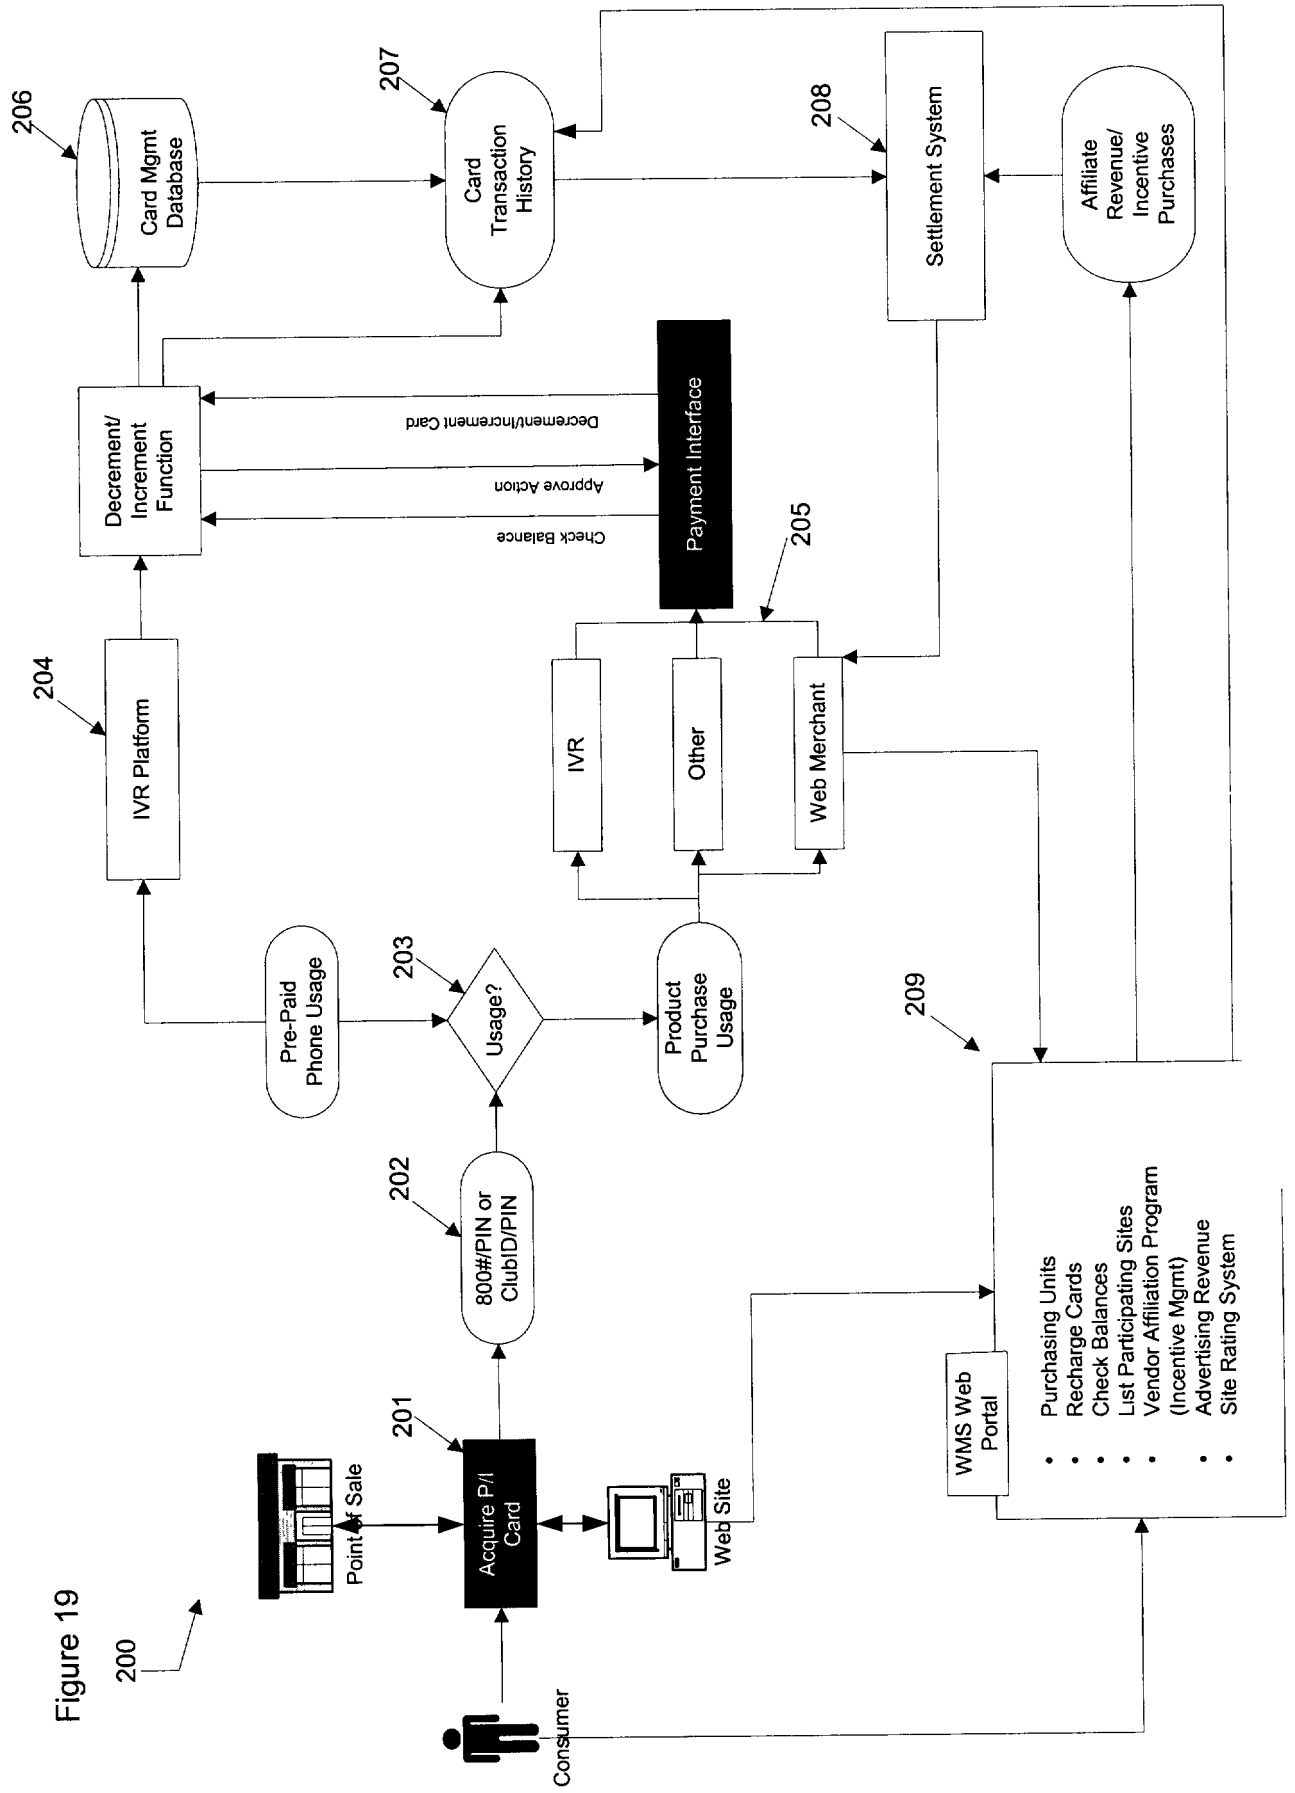 Figure 19
200
Consumer
Point of Sale
Acquire P/I
Card
201
Web Site
800#/PIN or
ClubID/PIN
202
Pre-Paid
Phone Usage
Usage?
203
Product
Purchase
Usage
IVR Platform
204
IVR
Other
Web Merchant
205
Decrement/
Increment
Function
Check Balance
Approve Action
Decrement/Increment Card
Payment Interface
Card Mgmt
Database
206
Card
Transaction
History
207
Settlement System
208
Affiliate
Revenue/
Incentive
Purchases
209
WMS Web
Portal
• Purchasing Units
• Recharge Cards
• Check Balances
• List Participating Sites
• Vendor Affiliation Program
(Incentive Mgmt)
• Advertising Revenue
• Site Rating System